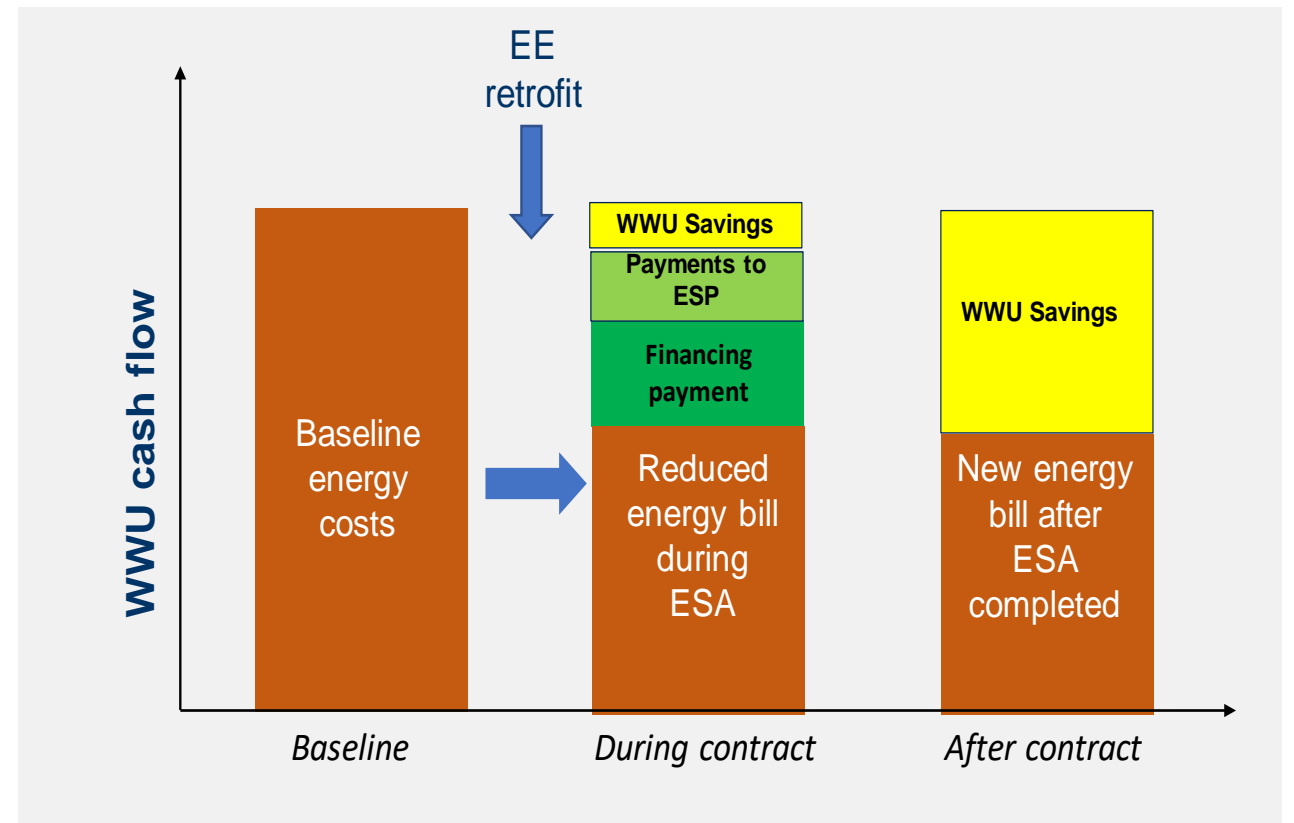 EE
retrofit
WWU cash flow
Baseline
energy
costs
WWU Savings
Payments to
ESP
Financing
payment
Reduced
energy bill
during
ESA
WWU Savings
New energy
bill after
ESA
completed
Baseline
During contract
After contract